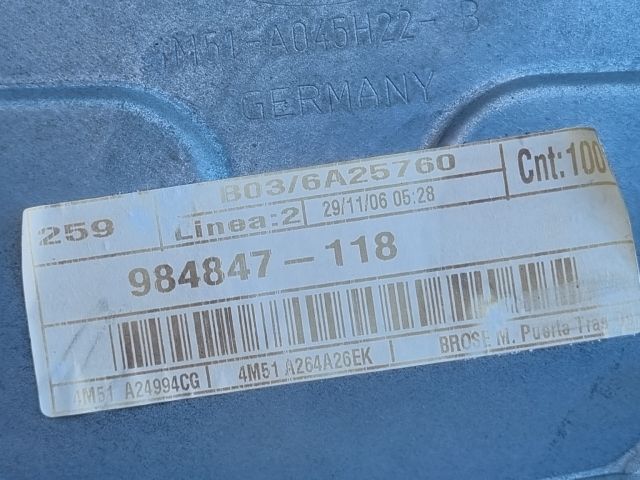 4M51-A045H22- B
GERMANY
B03/6A25760
Cnt:100
259
Linea:2
29/11/06 05:28
984847-118
4M51 A24994CG
4M51 A264A26EK
BROSE M. Puerta Tras